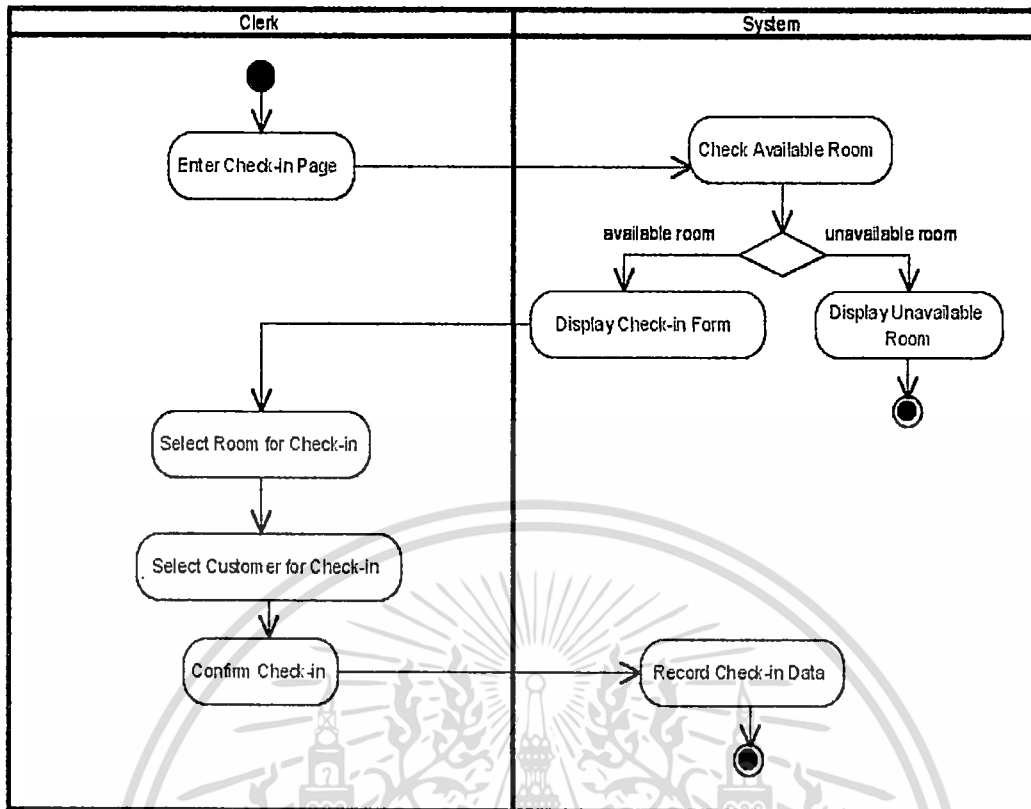 Clerk
System
Enter Check-in Page
Check Available Room
available room
unavailable room
Display Check-in Form
Display Unavailable
Room
Select Room for Check-in
Select Customer for Check-in
Confirm Check-in
Record Check-in Data